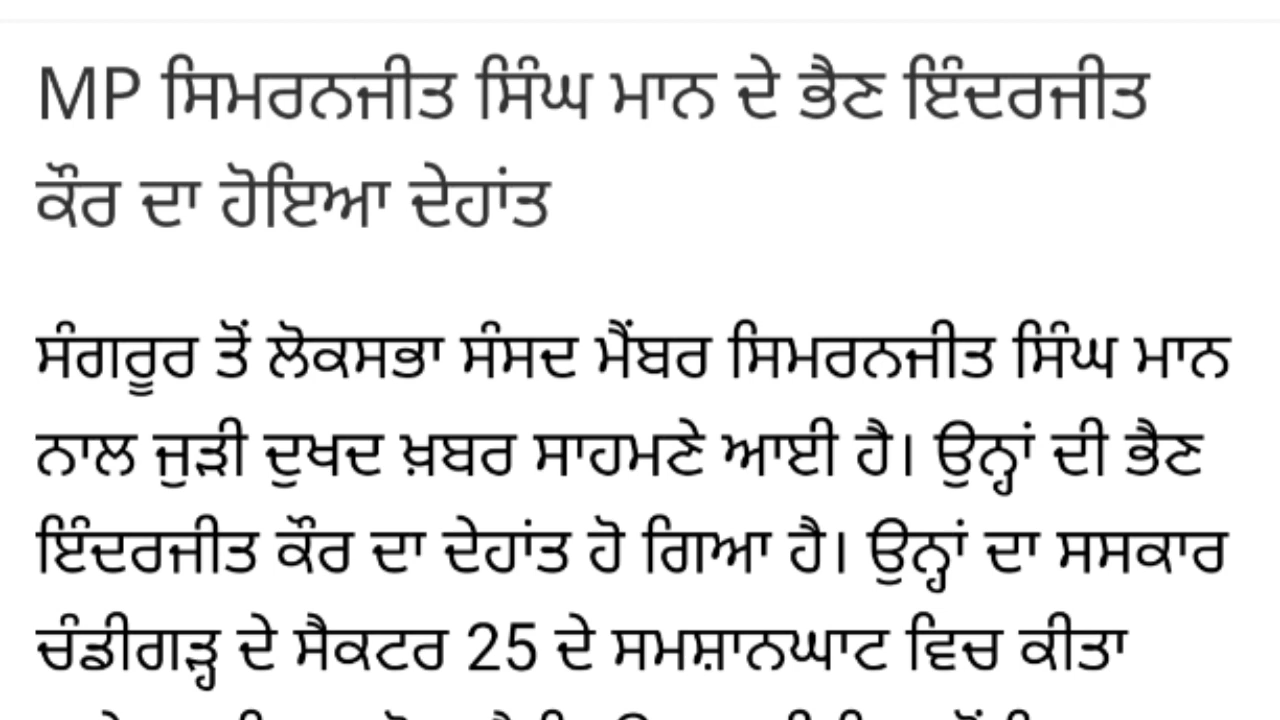 MP ਸਿਮਰਨਜੀਤ ਸਿੰਘ ਮਾਨ ਦੇ ਭੈਣ ਇੰਦਰਜੀਤ
ਕੌਰ ਦਾ ਹੋਇਆ ਦੇਹਾਂਤ
ਸੰਗਰੂਰ ਤੋਂ ਲੋਕਸਭਾ ਸੰਸਦ ਮੈਂਬਰ ਸਿਮਰਨਜੀਤ ਸਿੰਘ ਮਾਨ
ਨਾਲ ਜੁੜੀ ਦੁਖਦ ਖ਼ਬਰ ਸਾਹਮਣੇ ਆਈ ਹੈ। ਉਨ੍ਹਾਂ ਦੀ ਭੈਣ
ਇੰਦਰਜੀਤ ਕੌਰ ਦਾ ਦੇਹਾਂਤ ਹੋ ਗਿਆ ਹੈ। ਉਨ੍ਹਾਂ ਦਾ ਸਸਕਾਰ
ਚੰਡੀਗੜ੍ਹ ਦੇ ਸੈਕਟਰ 25 ਦੇ ਸਮਸ਼ਾਨਘਾਟ ਵਿਚ ਕੀਤਾ